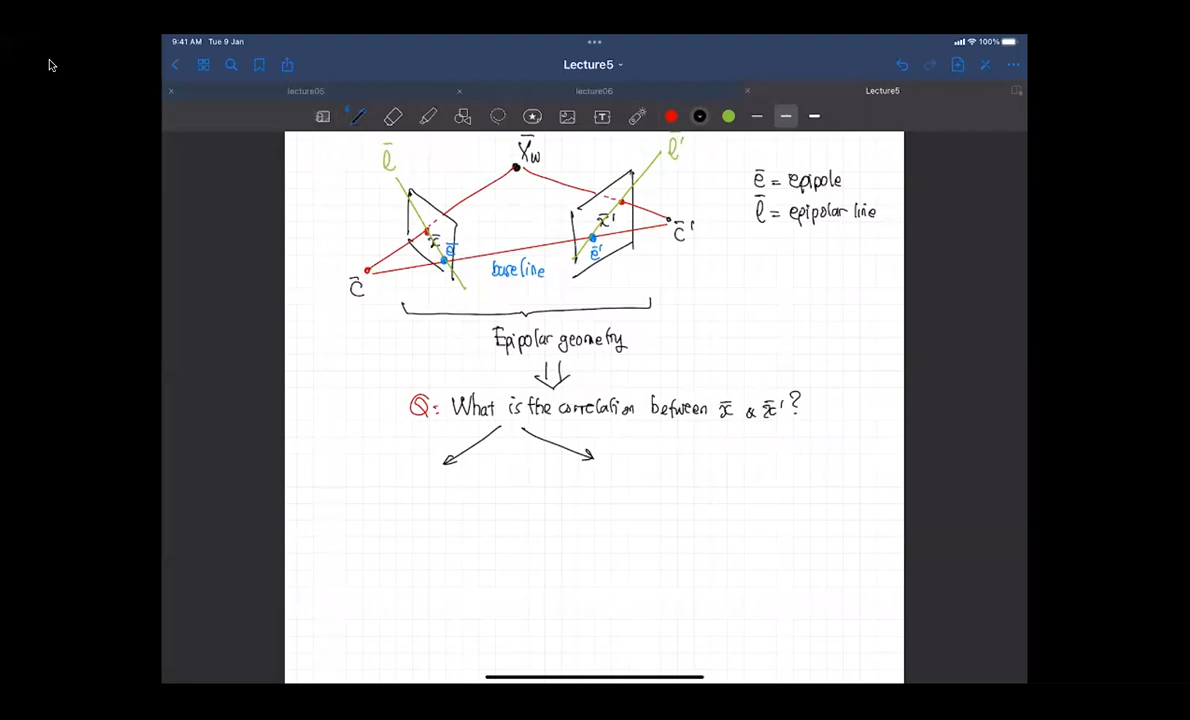 9:41 AM Tue 9 Jan
100%
Lecture5
lecture05
lecture06
Lecture5
l̄
X̄w
l̄'
ē = epipole
l̄ = epipolar line
x̄
x̄'
ē
ē'
C̄
C̄'
baseline
Epipolar geometry
Q: What is the correlation between x̄ & x̄'?